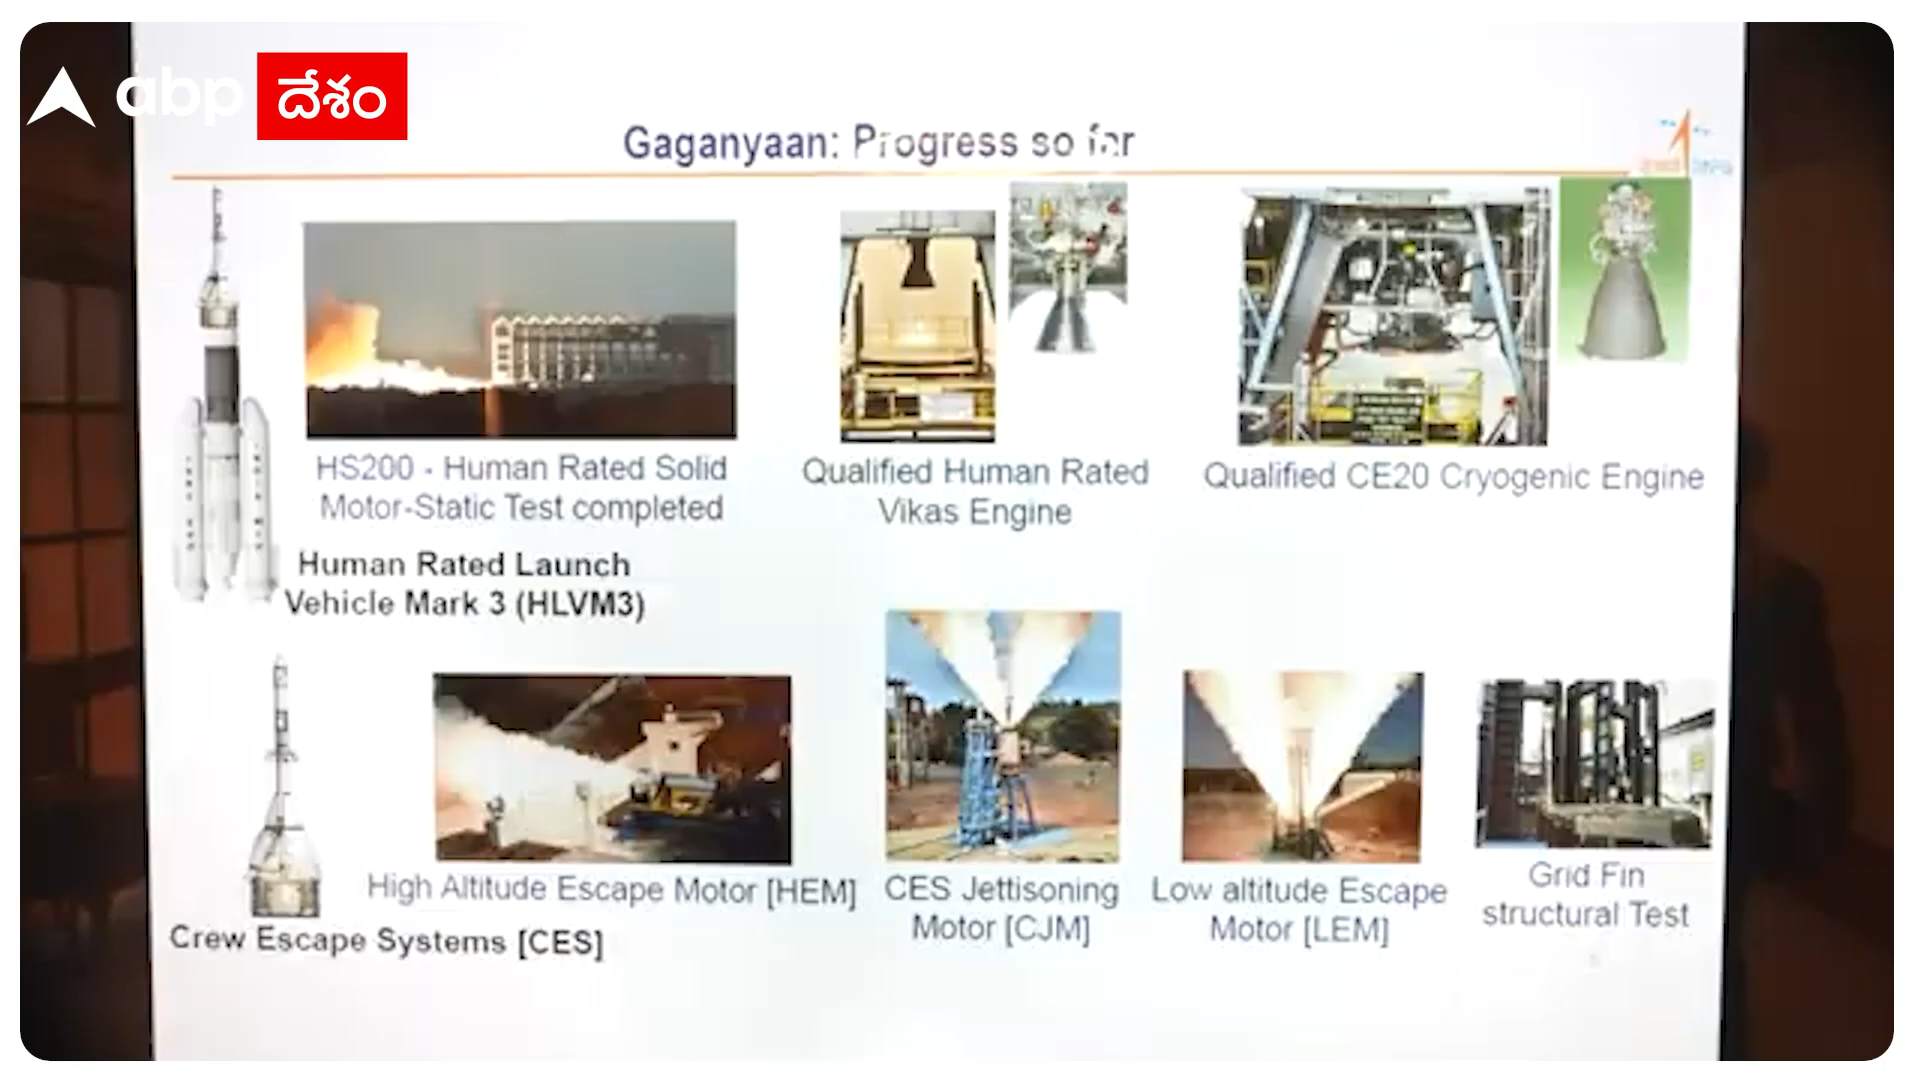 abp దేశం
Gaganyaan: Progress so far
HS200 - Human Rated Solid
Motor-Static Test completed
Qualified Human Rated
Vikas Engine
Qualified CE20 Cryogenic Engine
Human Rated Launch
Vehicle Mark 3 (HLVM3)
High Altitude Escape Motor [HEM]
CES Jettisoning
Motor [CJM]
Low altitude Escape
Motor [LEM]
Grid Fin
structural Test
Crew Escape Systems [CES]